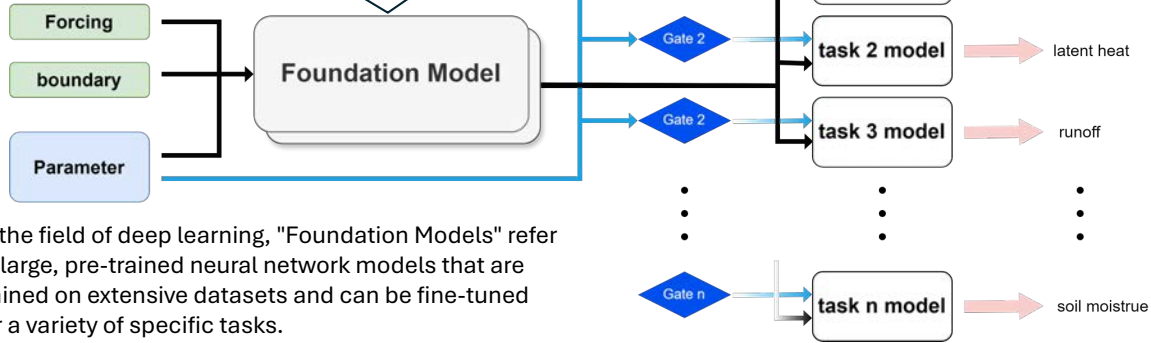 Forcing
boundary
Parameter
Foundation Model
Gate 2
task 2 model
latent heat
Gate 2
task 3 model
runoff
Gate n
task n model
soil moistrue
the field of deep learning, "Foundation Models" refer
large, pre-trained neural network models that are
ined on extensive datasets and can be fine-tuned
a variety of specific tasks.